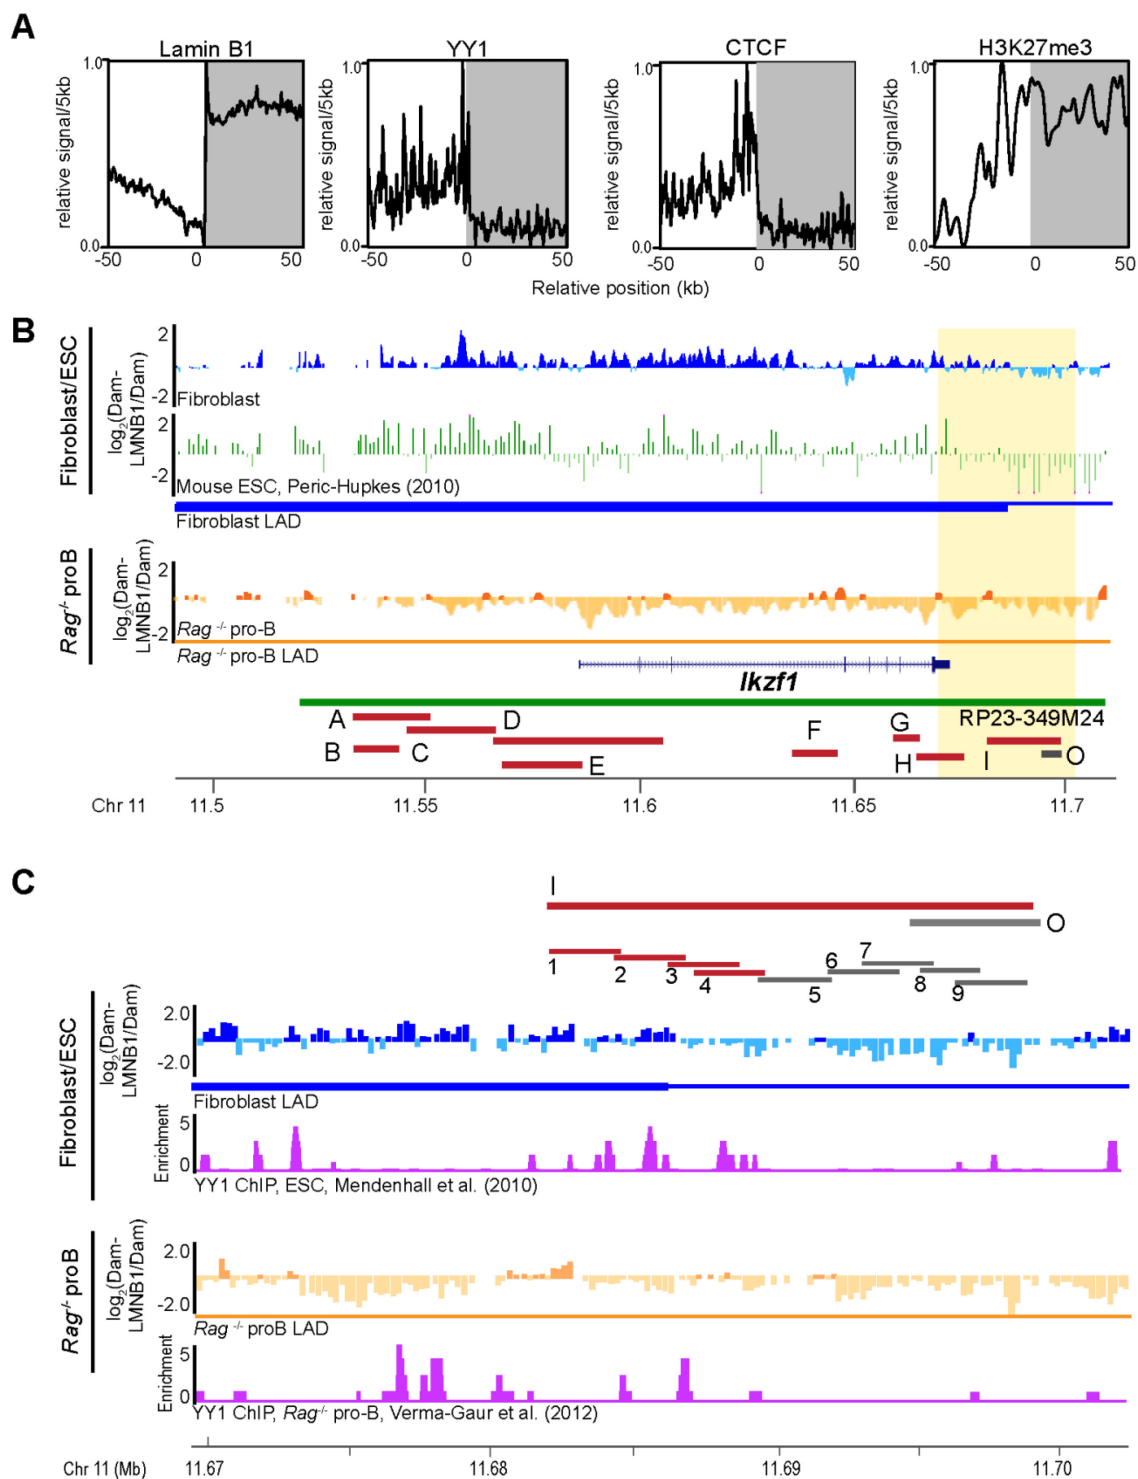 A
Lamin B1
YY1
CTCF
H3K27me3
relative signal/5kb
1.0
0.0
-50
0
50
relative signal/5kb
1.0
0.0
-50
0
50
relative signal/5kb
1.0
0.0
-50
0
50
relative signal/5kb
1.0
0.0
-50
0
50
Relative position (kb)
B
Fibroblast/ESC
log2(Dam-
LMNB1/Dam)
2
-2
Fibroblast
2
-2
Mouse ESC, Peric-Hupkes (2010)
Fibroblast LAD
Rag-/- proB
log2(Dam-
LMNB1/Dam)
2
-2
Rag -/- pro-B
Rag -/- pro-B LAD
Ikzf1
RP23-349M24
A
B
C
D
E
F
G
H
I
O
Chr 11
11.5
11.55
11.6
11.65
11.7
C
I
O
1
2
3
4
5
6
7
8
9
Fibroblast/ESC
log2(Dam-
LMNB1/Dam)
2.0
-2.0
Fibroblast LAD
Enrichment
5
0
YY1 ChIP, ESC, Mendenhall et al. (2010)
Rag-/- proB
log2(Dam-
LMNB1/Dam)
2.0
-2.0
Rag -/- proB LAD
Enrichment
5
0
YY1 ChIP, Rag-/- pro-B, Verma-Gaur et al. (2012)
Chr 11 (Mb)
11.67
11.68
11.69
11.70